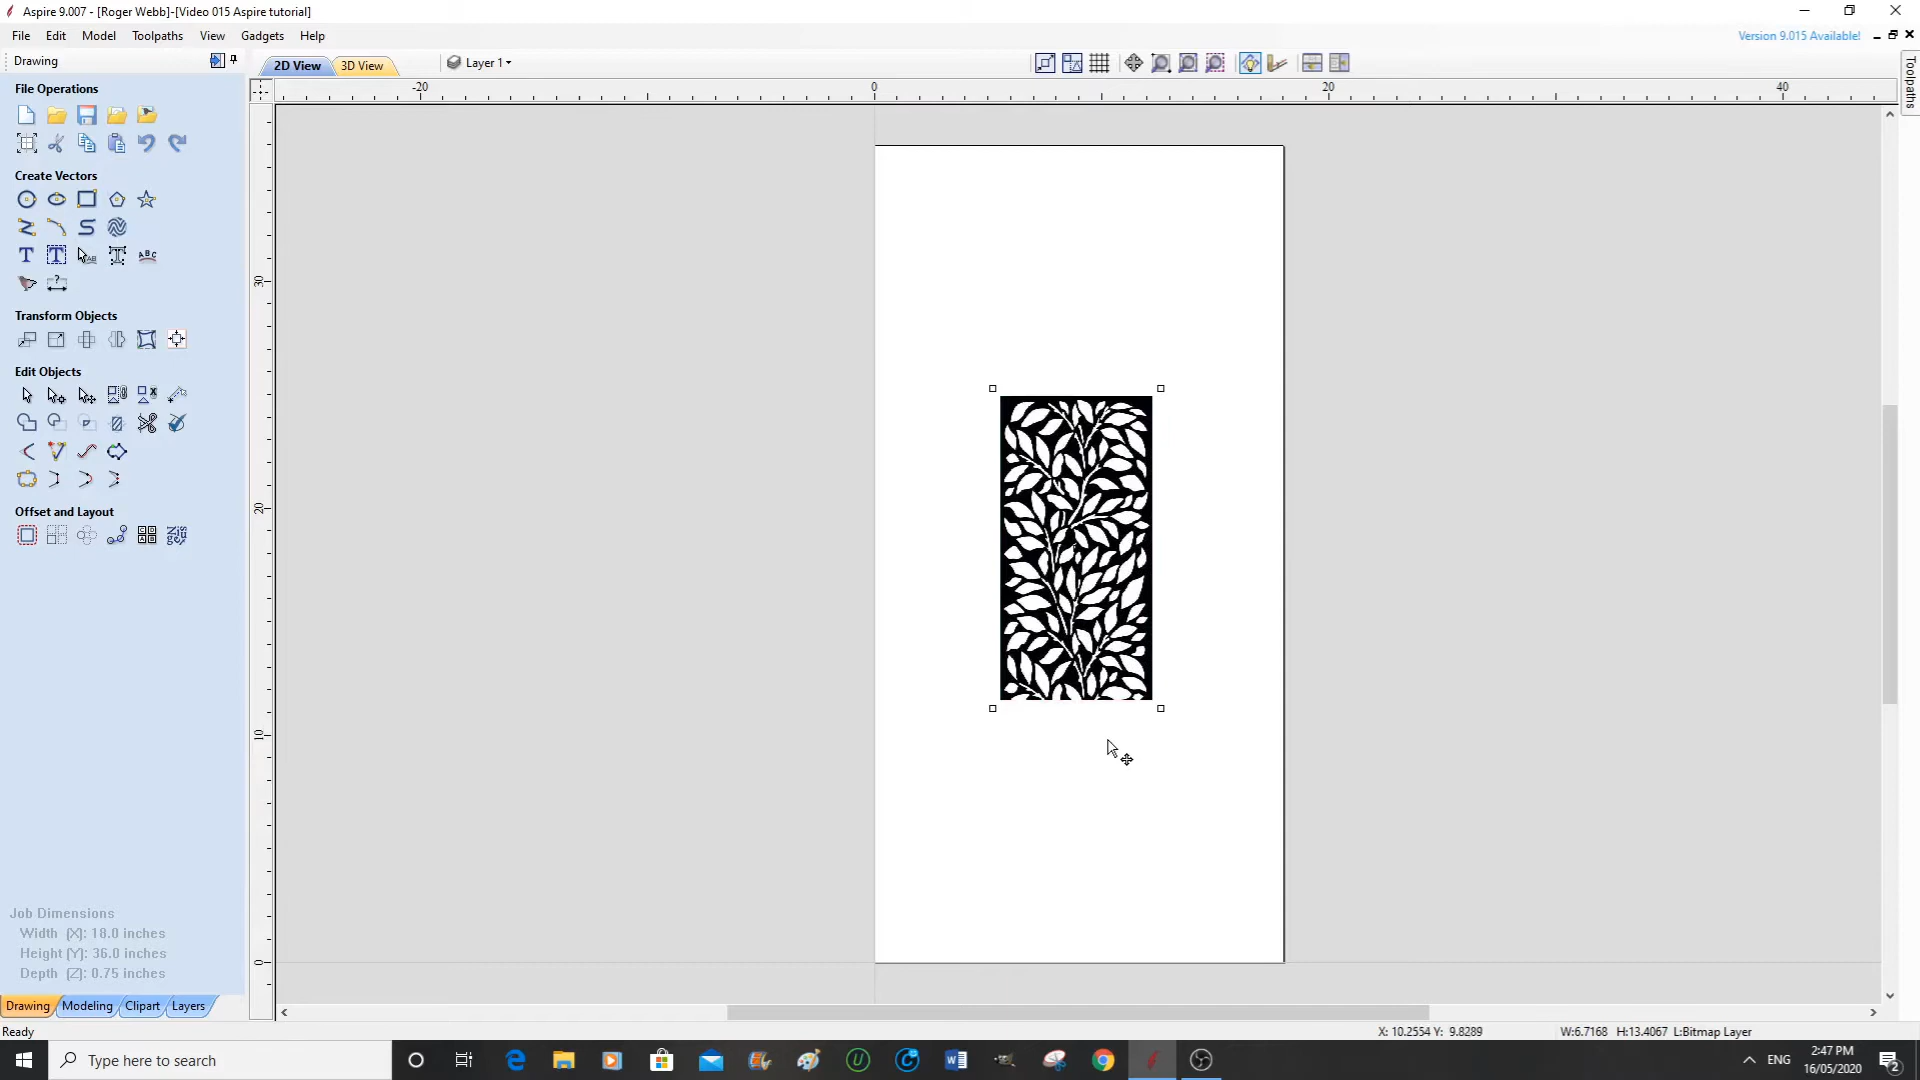 Aspire 9.007 - [Roger Webb]-[Video 015 Aspire tutorial]
File Edit Model Toolpaths View Gadgets Help
Version 9.015 Available!
Drawing
2D View 3D View Layer 1
Toolpaths
-20 0 20 40
File Operations
Create Vectors
Transform Objects
Edit Objects
Offset and Layout
30
20
10
0
Job Dimensions
Width (X): 18.0 inches
Height (Y): 36.0 inches
Depth (Z): 0.75 inches
Drawing Modeling Clipart Layers
Ready
X: 10.2554 Y: 9.8289
W:6.7168 H:13.4067 L:Bitmap Layer
Type here to search
ENG
2:47 PM
16/05/2020
2